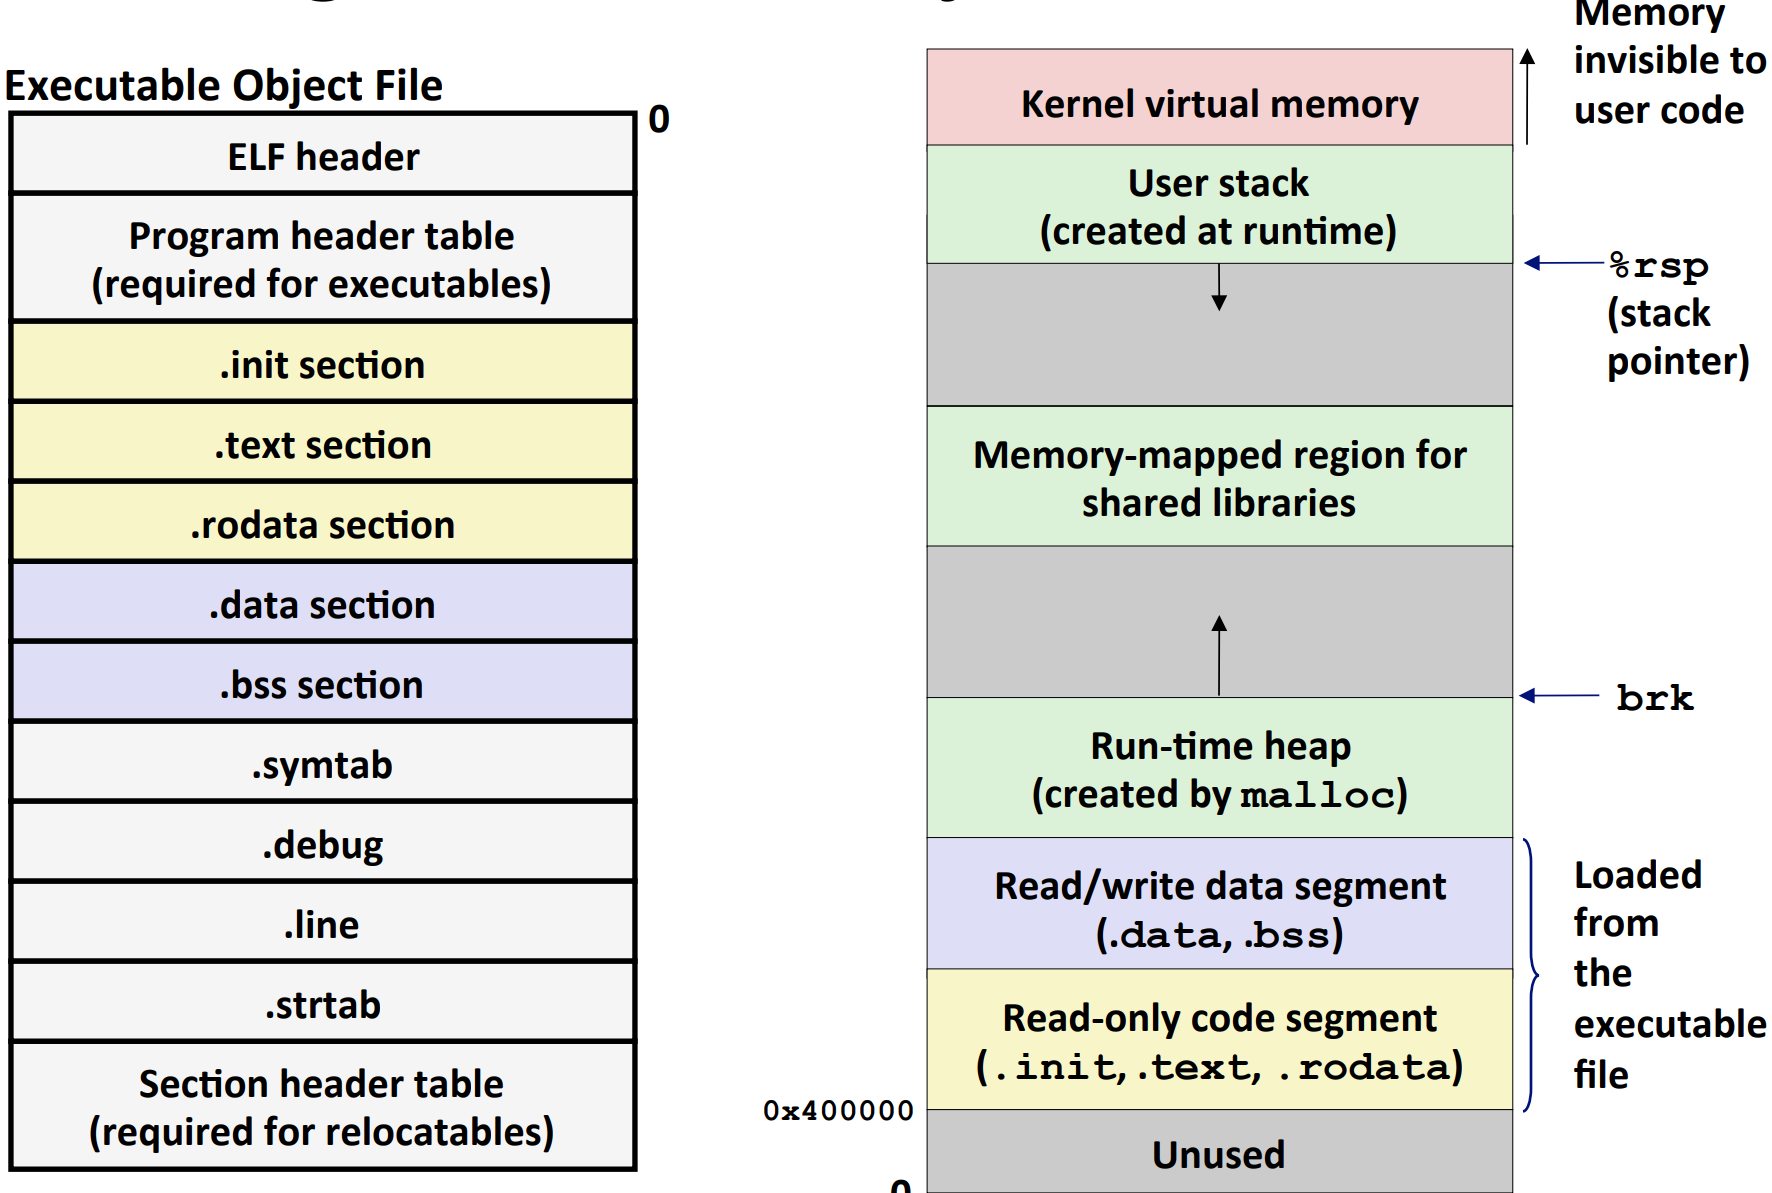 Executable Object File
0
ELF header
Program header table
(required for executables)
.init section
.text section
.rodata section
.data section
.bss section
.symtab
.debug
.line
.strtab
Section header table
(required for relocatables)
Kernel virtual memory
Memory
invisible to
user code
User stack
(created at runtime)
%rsp
(stack
pointer)
Memory-mapped region for
shared libraries
brk
Run-time heap
(created by malloc)
Read/write data segment
(.data, .bss)
Read-only code segment
(.init, .text, .rodata)
Loaded
from
the
executable
file
0x400000
Unused
0